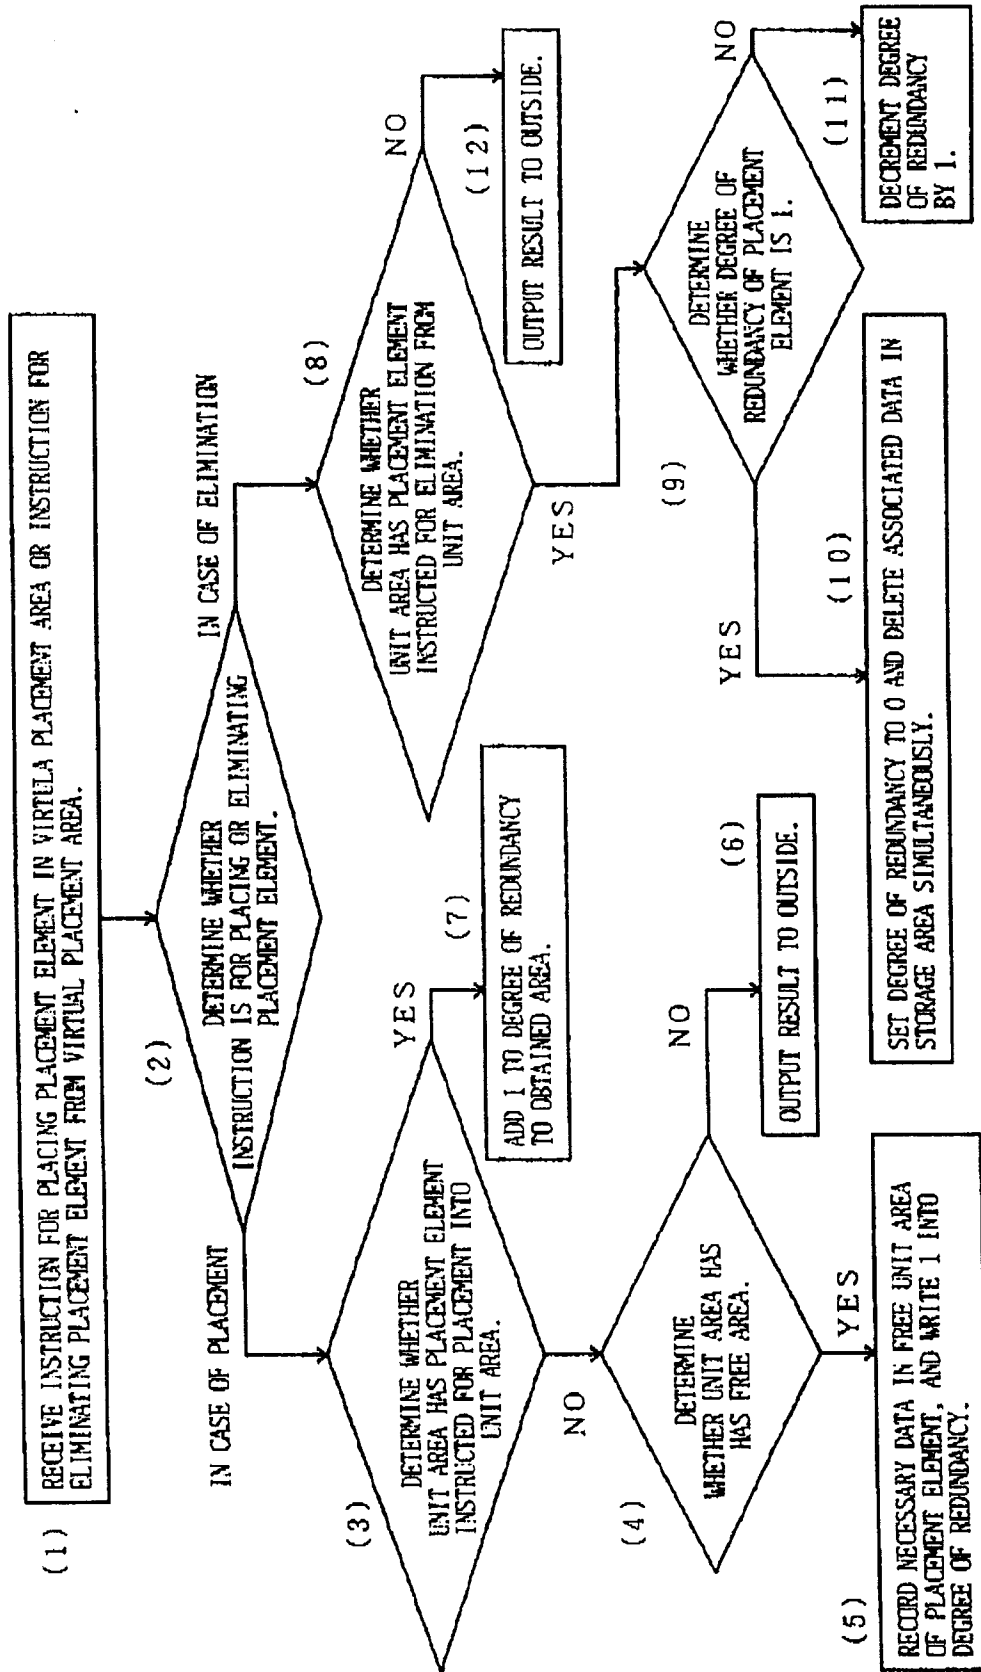 (1)
RECEIVE INSTRUCTION FOR PLACING PLACEMENT ELEMENT IN VIRTULA PLACEMENT AREA OR INSTRUCTION FOR
ELIMINATING PLACEMENT ELEMENT FROM VIRTUAL PLACEMENT AREA.
(2)
DETERMINE WHETHER
INSTRUCTION IS FOR PLACING OR ELIMINATING
PLACEMENT ELEMENT.
IN CASE OF PLACEMENT
IN CASE OF ELIMINATION
(3)
DETERMINE WHETHER
UNIT AREA HAS PLACEMENT ELEMENT
INSTRUCTED FOR PLACEMENT INTO
UNIT AREA.
YES
(7)
ADD 1 TO DEGREE OF REDUNDANCY
TO OBTAINED AREA.
NO
(4)
DETERMINE
WHETHER UNIT AREA HAS
HAS FREE AREA.
NO
(6)
OUTPUT RESULT TO OUTSIDE.
YES
(5)
RECORD NECESSARY DATA IN FREE UNIT AREA
OF PLACEMENT ELEMENT, AND WRITE 1 INTO
DEGREE OF REDUNDANCY.
(8)
DETERMINE WHETHER
UNIT AREA HAS PLACEMENT ELEMENT
INSTRUCTED FOR ELIMINATION FROM
UNIT AREA.
NO
(12)
OUTPUT RESULT TO OUTSIDE.
YES
(9)
DETERMINE
WHETHER DEGREE OF
REDUNDANCY OF PLACEMENT
ELEMENT IS 1.
YES
(10)
SET DEGREE OF REDUNDANCY TO 0 AND DELETE ASSOCIATED DATA IN
STORAGE AREA SIMULTANEOUSLY.
NO
(11)
DECREMENT DEGREE
OF REDUNDANCY
BY 1.